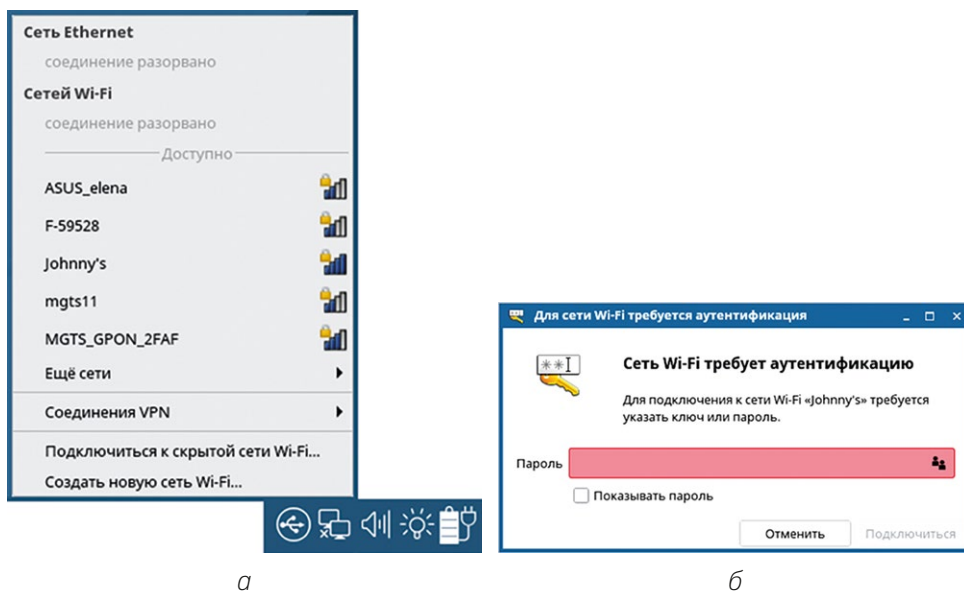 Сеть Ethernet
соединение разорвано
Сетей Wi-Fi
соединение разорвано
Доступно
ASUS_elena
F-59528
Johnny's
mgts11
MGTS_GPON_2FAF
Ещё сети
Соединения VPN
Подключиться к скрытой сети Wi-Fi...
Создать новую сеть Wi-Fi...
а
Для сети Wi-Fi требуется аутентификация
Сеть Wi-Fi требует аутентификацию
Для подключения к сети Wi-Fi «Johnny's» требуется
указать ключ или пароль.
Пароль
Показывать пароль
Отменить Подключиться
б